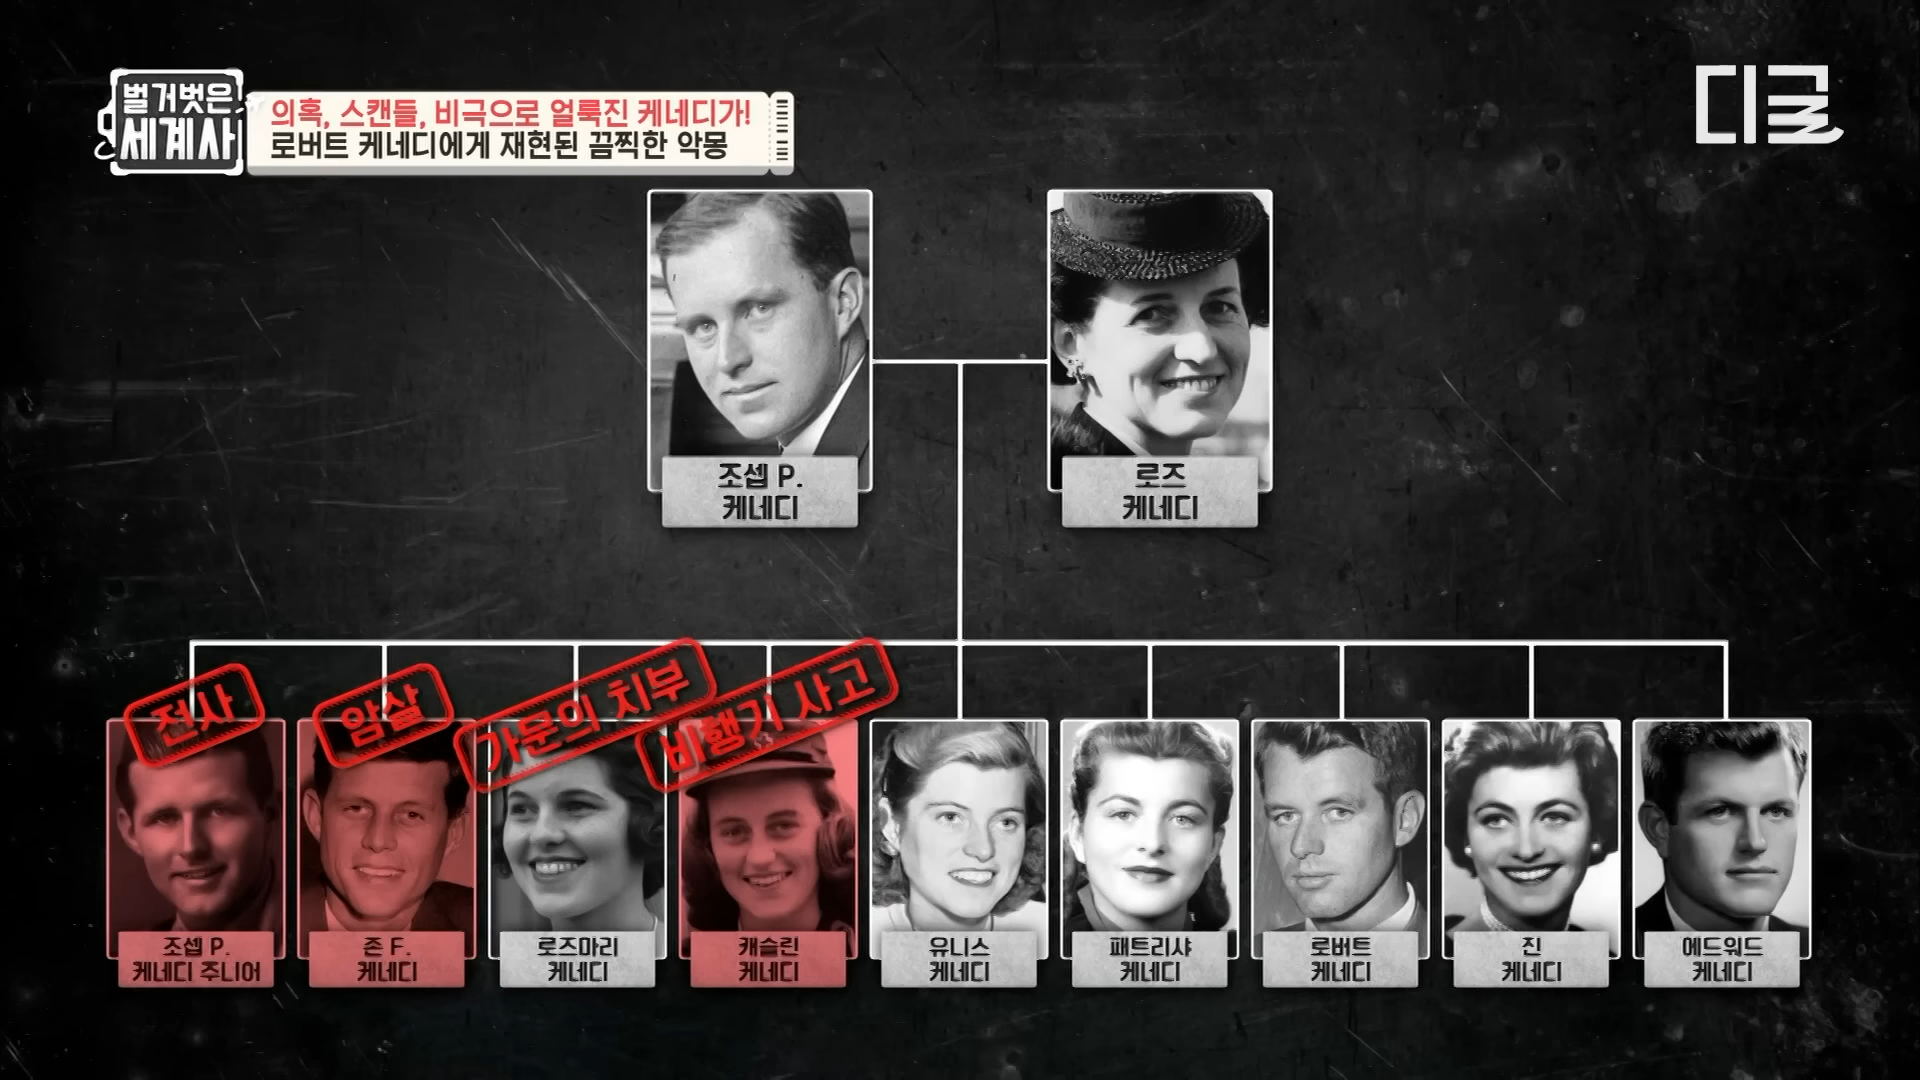 벌거벗은
세계사
의혹, 스캔들, 비극으로 얼룩진 케네디가!
로버트 케네디에게 재현된 끔찍한 악몽
디글
조셉 P.
케네디
로즈
케네디
전사
암살
가문의 치부
비행기 사고
조셉 P.
케네디 주니어
존 F.
케네디
로즈마리
케네디
캐슬린
케네디
유니스
케네디
패트리샤
케네디
로버트
케네디
진
케네디
에드워드
케네디